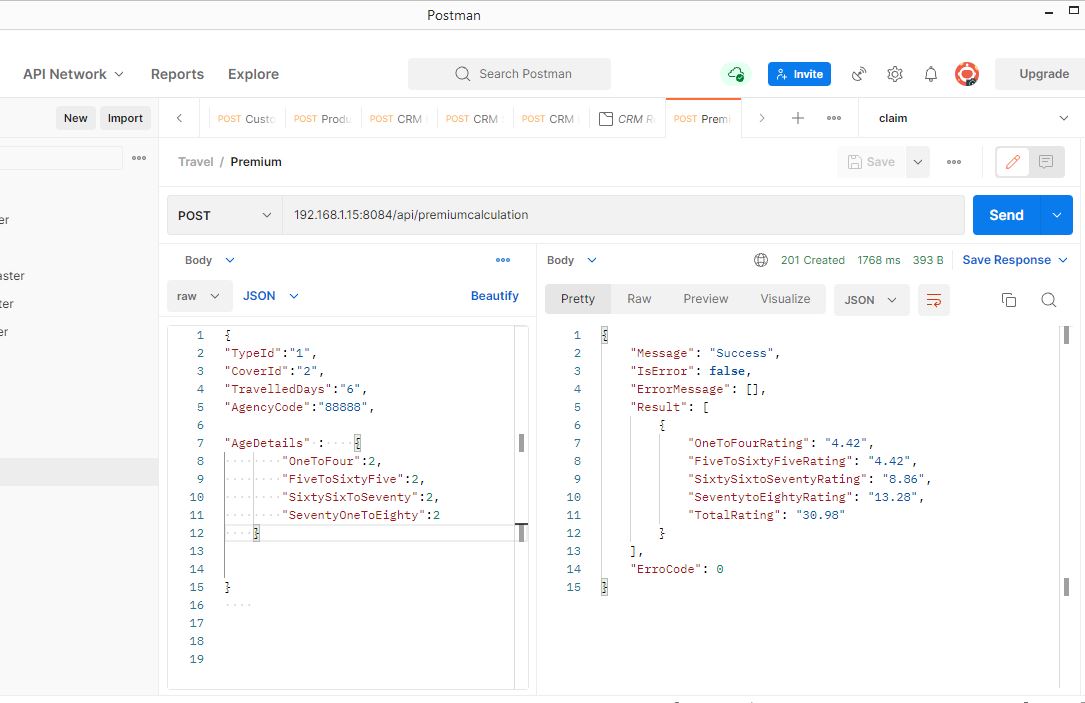 Postman
API Network Reports Explore Search Postman Invite Upgrade
New Import POST Custo POST Produ POST CRM POST CRM POST CRM CRM R POST Premi claim
Travel / Premium Save
POST 192.168.1.15:8084/api/premiumcalculation Send
er
aster
ter
er
Body
raw JSON Beautify
1 {
2 "TypeId":"1",
3 "CoverId":"2",
4 "TravelledDays":"6",
5 "AgencyCode":"88888",
6
7 "AgeDetails" : {
8 "OneToFour":2,
9 "FiveToSixtyFive":2,
10 "SixtySixToSeventy":2,
11 "SeventyOneToEighty":2
12 }
13
14
15 }
16
17
18
19
Body 201 Created 1768 ms 393 B Save Response
Pretty Raw Preview Visualize JSON
1 {
2 "Message": "Success",
3 "IsError": false,
4 "ErrorMessage": [],
5 "Result": [
6 {
7 "OneToFourRating": "4.42",
8 "FiveToSixtyFiveRating": "4.42",
9 "SixtySixtoSeventyRating": "8.86",
10 "SeventytoEightyRating": "13.28",
11 "TotalRating": "30.98"
12 }
13 ],
14 "ErroCode": 0
15 }